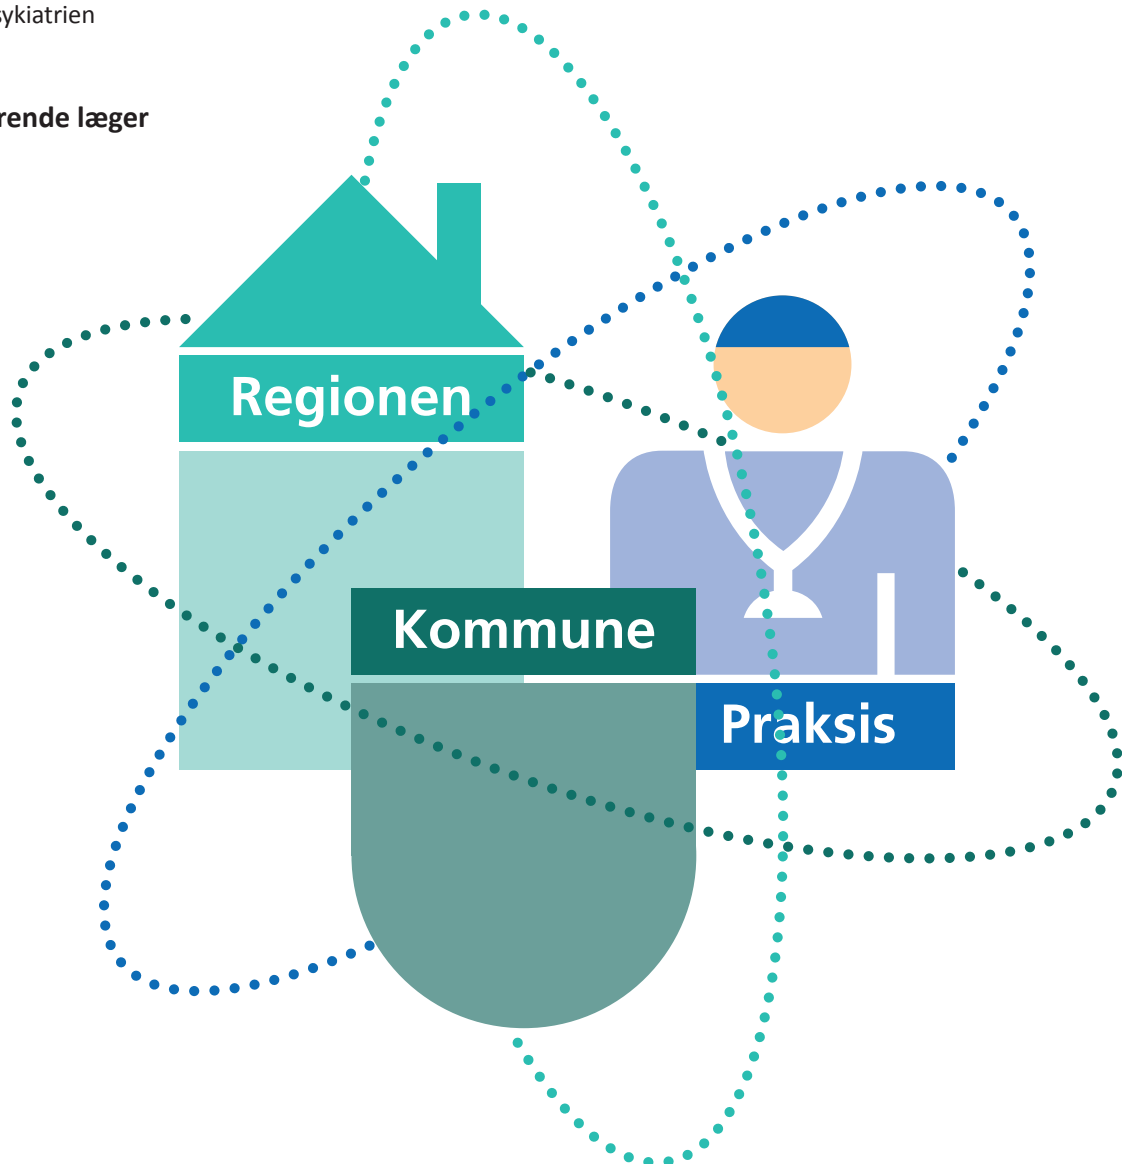 sykiatrien
rende læger
Regionen
Kommune
Praksis